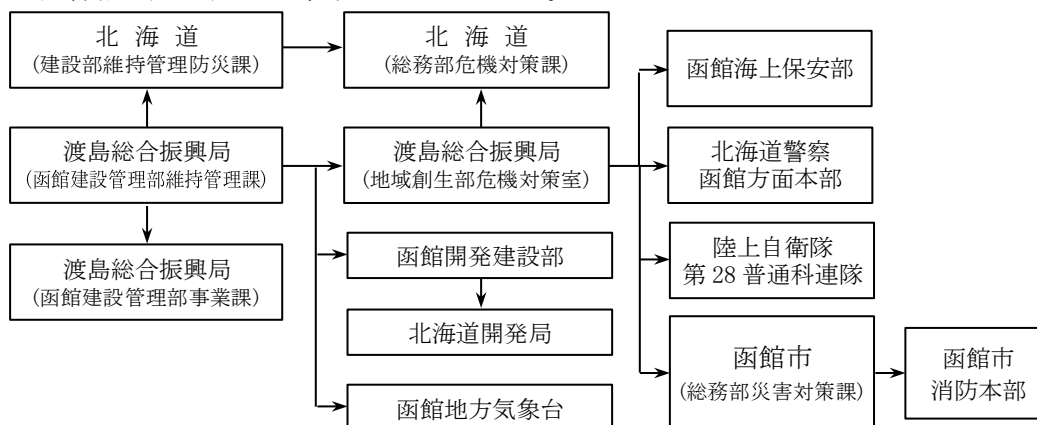 北 海 道
(建設部維持管理防災課)
北 海 道
(総務部危機対策課)
函館海上保安部
渡島総合振興局
(函館建設管理部維持管理課)
渡島総合振興局
(地域創生部危機対策室)
北海道警察
函館方面本部
渡島総合振興局
(函館建設管理部事業課)
函館開発建設部
陸上自衛隊
第 28 普通科連隊
北海道開発局
函館市
(総務部災害対策課)
函館市
消防本部
函館地方気象台